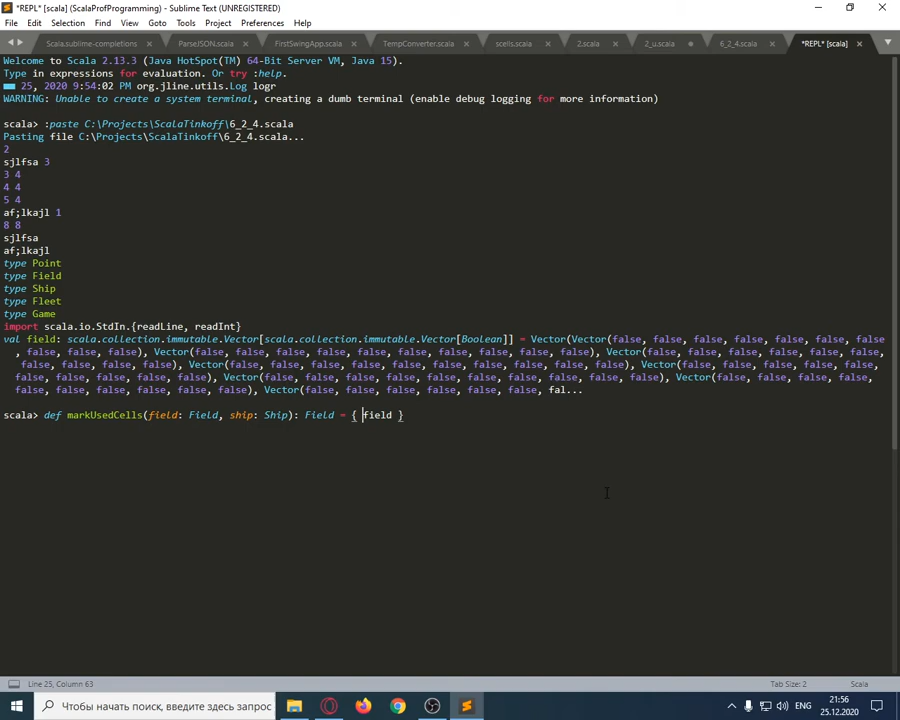 *REPL* [scala] (ScalaProfProgramming) - Sublime Text (UNREGISTERED)
File Edit Selection Find View Goto Tools Project Preferences Help
Scala.sublime-completions ParseJSON.scala FirstSwingApp.scala TempConverter.scala scells.scala 2.scala 2_u.scala 6_2_4.scala *REPL* [scala]
Welcome to Scala 2.13.3 (Java HotSpot(TM) 64-Bit Server VM, Java 15).
Type in expressions for evaluation. Or try :help.
25, 2020 9:54:02 PM org.jline.utils.Log logr
WARNING: Unable to create a system terminal, creating a dumb terminal (enable debug logging for more information)
scala> :paste C:\Projects\ScalaTinkoff\6_2_4.scala
Pasting file C:\Projects\ScalaTinkoff\6_2_4.scala...
2
sjlfsa 3
3 4
4 4
5 4
af;lkajl 1
8 8
sjlfsa
af;lkajl
type Point
type Field
type Ship
type Fleet
type Game
import scala.io.StdIn.{readLine, readInt}
val field: scala.collection.immutable.Vector[scala.collection.immutable.Vector[Boolean]] = Vector(Vector(false, false, false, false, false, false, false
, false, false, false), Vector(false, false, false, false, false, false, false, false, false, false), Vector(false, false, false, false, false, false,
false, false, false, false), Vector(false, false, false, false, false, false, false, false, false, false), Vector(false, false, false, false, false,
false, false, false, false, false), Vector(false, false, false, false, false, false, false, false, false, false), Vector(false, false, false, false,
false, false, false, false, false, false), Vector(false, false, false, false, false, false, false, fal...
scala> def markUsedCells(field: Field, ship: Ship): Field = { field }
Line 25, Column 63 Tab Size: 2 Scala
Чтобы начать поиск, введите здесь запрос
ENG
21:56
25.12.2020